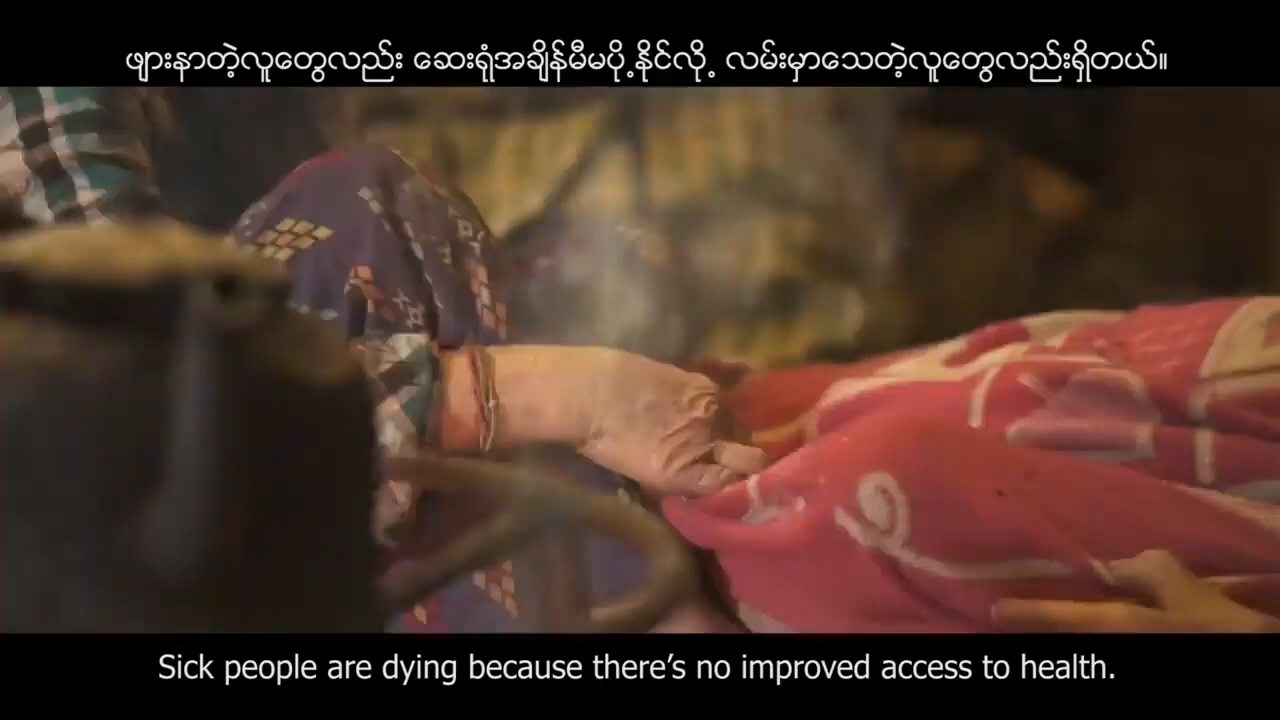 ဖျားနာတဲ့လူတွေလည်း ဆေးရုံအချိန်မီမပို့နိုင်လို့ လမ်းမှာသေတဲ့လူတွေလည်းရှိတယ်။
Sick people are dying because there’s no improved access to health.